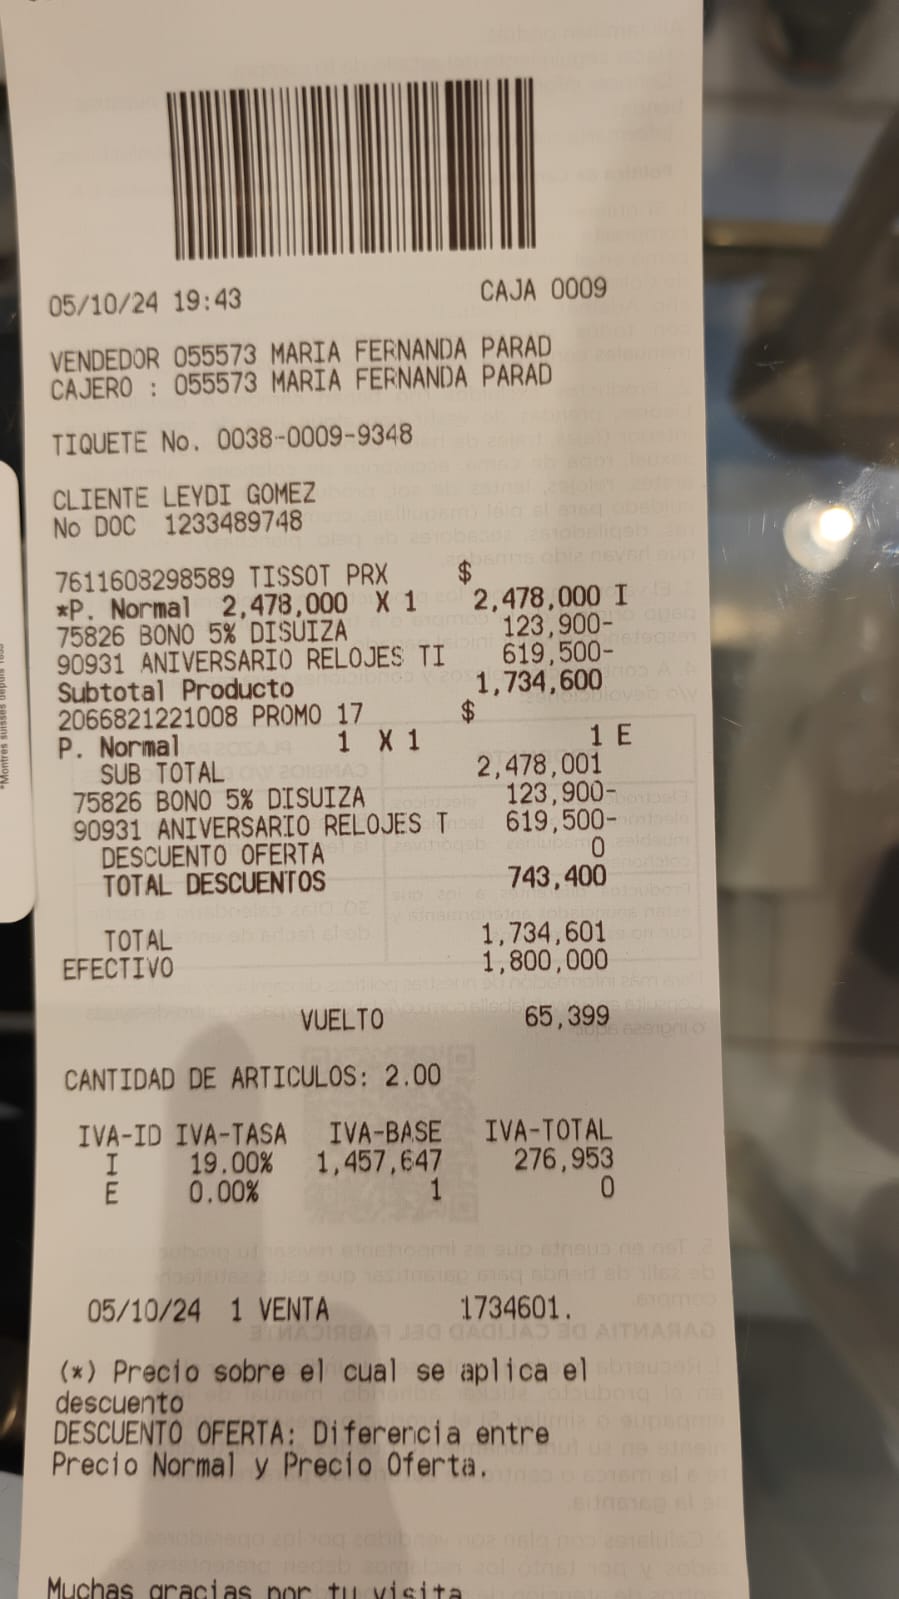 05/10/24 19:43 CAJA 0009
VENDEDOR 055573 MARIA FERNANDA PARAD
CAJERO : 055573 MARIA FERNANDA PARAD
TIQUETE No. 0038-0009-9348
CLIENTE LEYDI GOMEZ
No DOC 1233489748
7611608298589 TISSOT PRX $
*P. Normal 2,478,000 X 1 2,478,000 I
75826 BONO 5% DISUIZA 123,900-
90931 ANIVERSARIO RELOJES TI 619,500-
Subtotal Producto 1,734,600
2066821221008 PROMO 17 $
P. Normal 1 X 1 1 E
SUB TOTAL 2,478,001
75826 BONO 5% DISUIZA 123,900-
90931 ANIVERSARIO RELOJES T 619,500-
DESCUENTO OFERTA 0
TOTAL DESCUENTOS 743,400
TOTAL 1,734,601
EFECTIVO 1,800,000
VUELTO 65,399
CANTIDAD DE ARTICULOS: 2.00
IVA-ID IVA-TASA IVA-BASE IVA-TOTAL
I 19.00% 1,457,647 276,953
E 0.00% 1 0
05/10/24 1 VENTA 1734601.
(*) Precio sobre el cual se aplica el
descuento
DESCUENTO OFERTA: Diferencia entre
Precio Normal y Precio Oferta.
Muchas gracias por tu visita